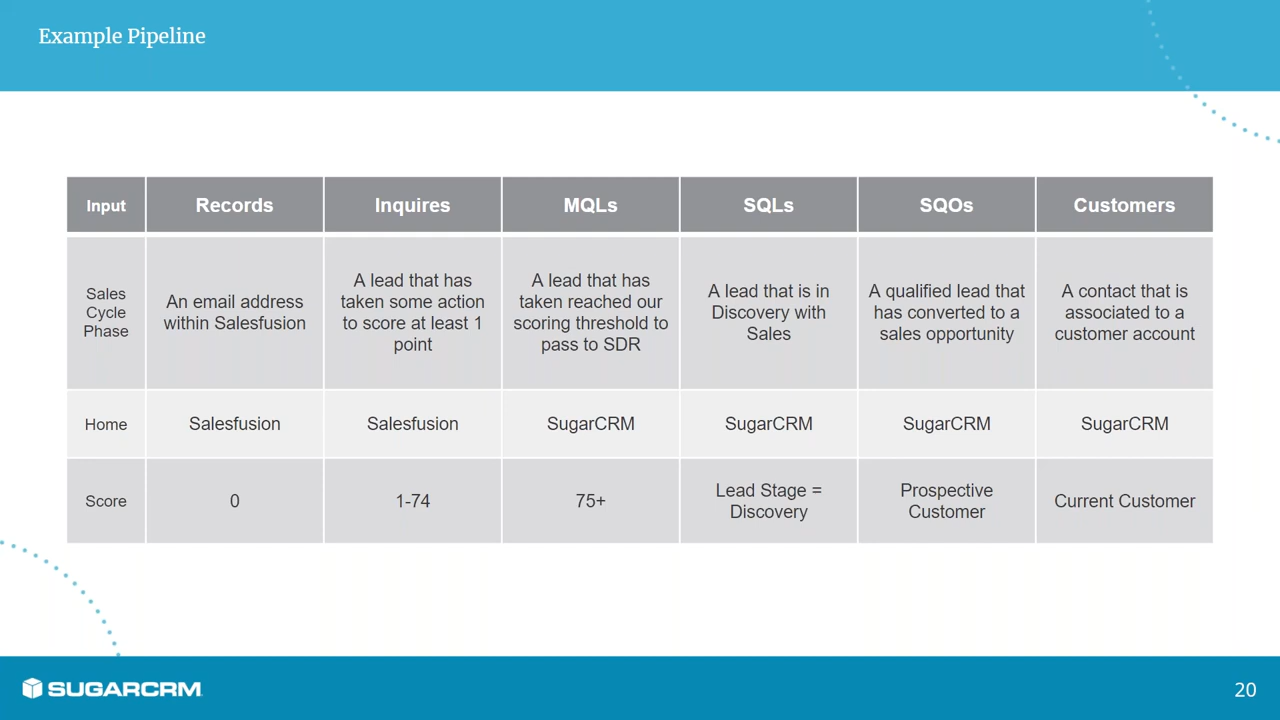 Example Pipeline
Input
Records
Inquires
MQLs
SQLs
SQOs
Customers
Sales
Cycle
Phase
An email address
within Salesfusion
A lead that has
taken some action
to score at least 1
point
A lead that has
taken reached our
scoring threshold to
pass to SDR
A lead that is in
Discovery with
Sales
A qualified lead that
has converted to a
sales opportunity
A contact that is
associated to a
customer account
Home
Salesfusion
Salesfusion
SugarCRM
SugarCRM
SugarCRM
SugarCRM
Score
0
1-74
75+
Lead Stage =
Discovery
Prospective
Customer
Current Customer
SUGARCRM
20